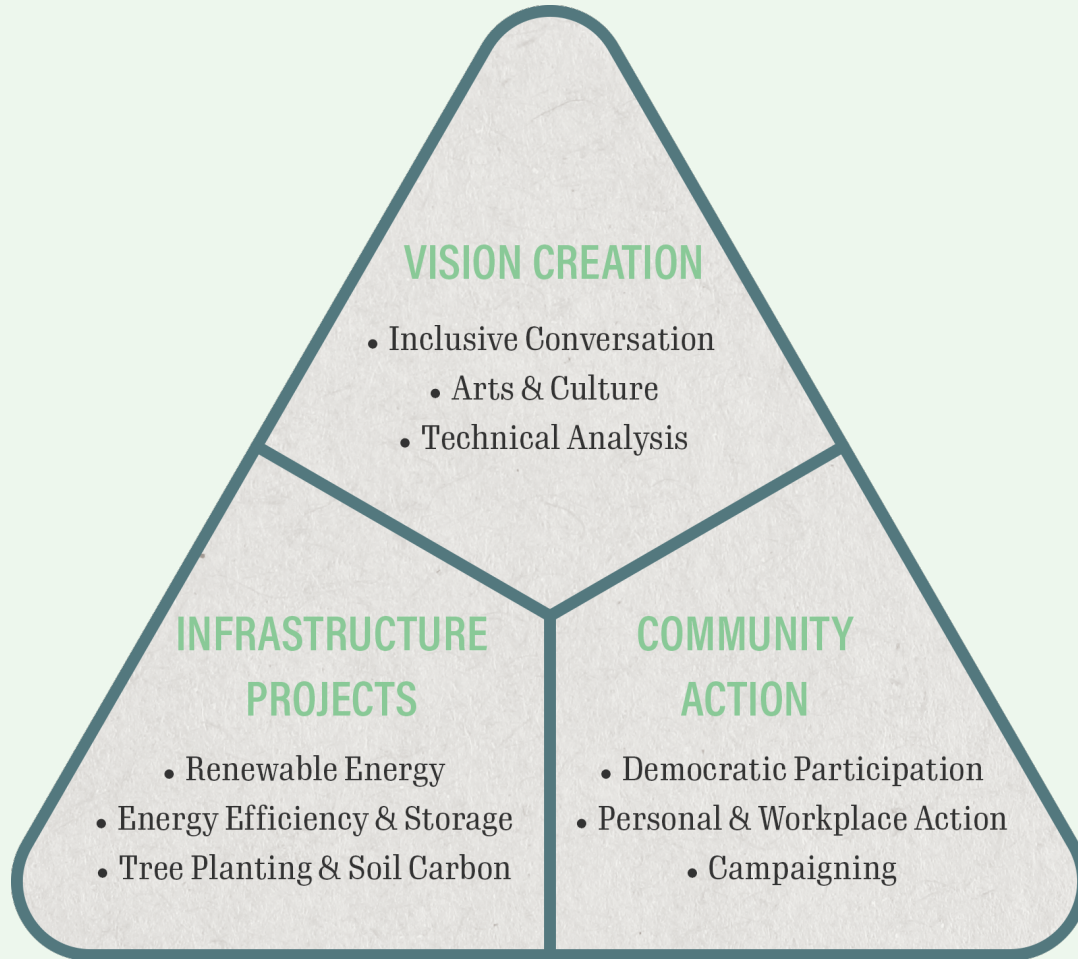 VISION CREATION
• Inclusive Conversation
• Arts & Culture
• Technical Analysis
INFRASTRUCTURE
PROJECTS
• Renewable Energy
• Energy Efficiency & Storage
• Tree Planting & Soil Carbon
COMMUNITY
ACTION
• Democratic Participation
• Personal & Workplace Action
• Campaigning